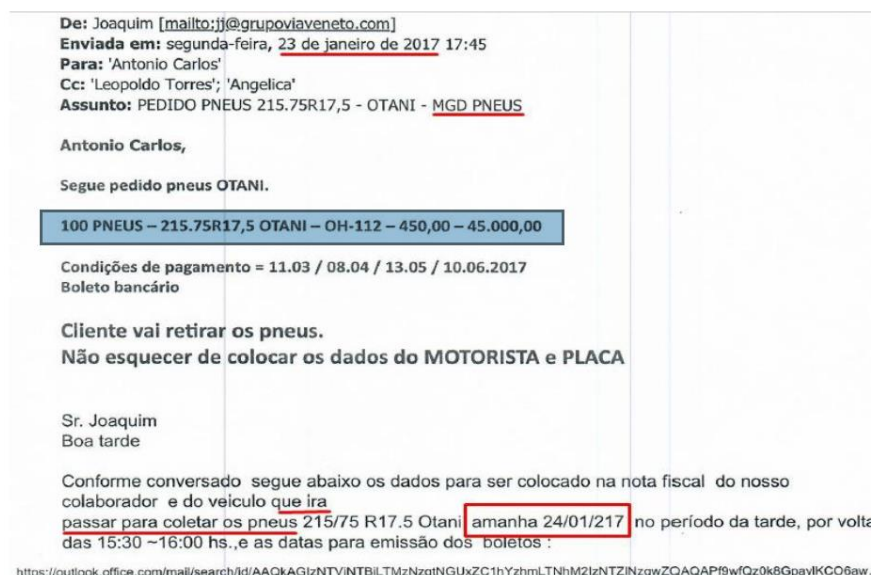 De: Joaquim [mailto:jj@grupoviaveneto.com]
Enviada em: segunda-feira, 23 de janeiro de 2017 17:45
Para: 'Antonio Carlos'
Cc: 'Leopoldo Torres'; 'Angelica'
Assunto: PEDIDO PNEUS 215.75R17,5 - OTANI - MGD PNEUS
Antonio Carlos,
Segue pedido pneus OTANI.
100 PNEUS – 215.75R17,5 OTANI – OH-112 – 450,00 – 45.000,00
Condições de pagamento = 11.03 / 08.04 / 13.05 / 10.06.2017
Boleto bancário
Cliente vai retirar os pneus.
Não esquecer de colocar os dados do MOTORISTA e PLACA
Sr. Joaquim
Boa tarde
Conforme conversado segue abaixo os dados para ser colocado na nota fiscal do nosso
colaborador e do veiculo que ira
passar para coletar os pneus 215/75 R17.5 Otani amanha 24/01/217 no período da tarde, por volta
das 15:30 ~16:00 hs.,e as datas para emissão dos boletos :